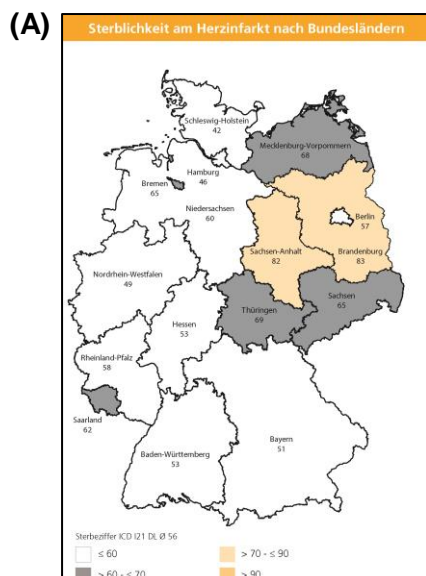 (A)
Sterblichkeit am Herzinfarkt nach Bundesländern
Schleswig-Holstein
42
Mecklenburg-Vorpommern
68
Hamburg
46
Bremen
65
Niedersachsen
60
Berlin
57
Sachsen-Anhalt
82
Brandenburg
83
Nordrhein-Westfalen
49
Thüringen
69
Sachsen
65
Hessen
53
Rheinland-Pfalz
58
Saarland
62
Baden-Württemberg
53
Bayern
51
Sterbeziffer ICD I21 DL Ø 56
≤ 60
> 70 - ≤ 90
> 60 - ≤ 70
> 90